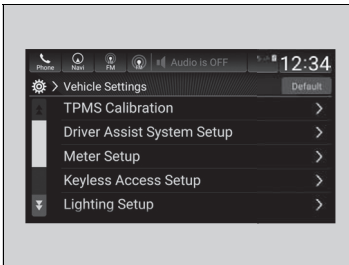 Phone Navi FM Audio is OFF 12:34
Vehicle Settings Default
TPMS Calibration
Driver Assist System Setup
Meter Setup
Keyless Access Setup
Lighting Setup